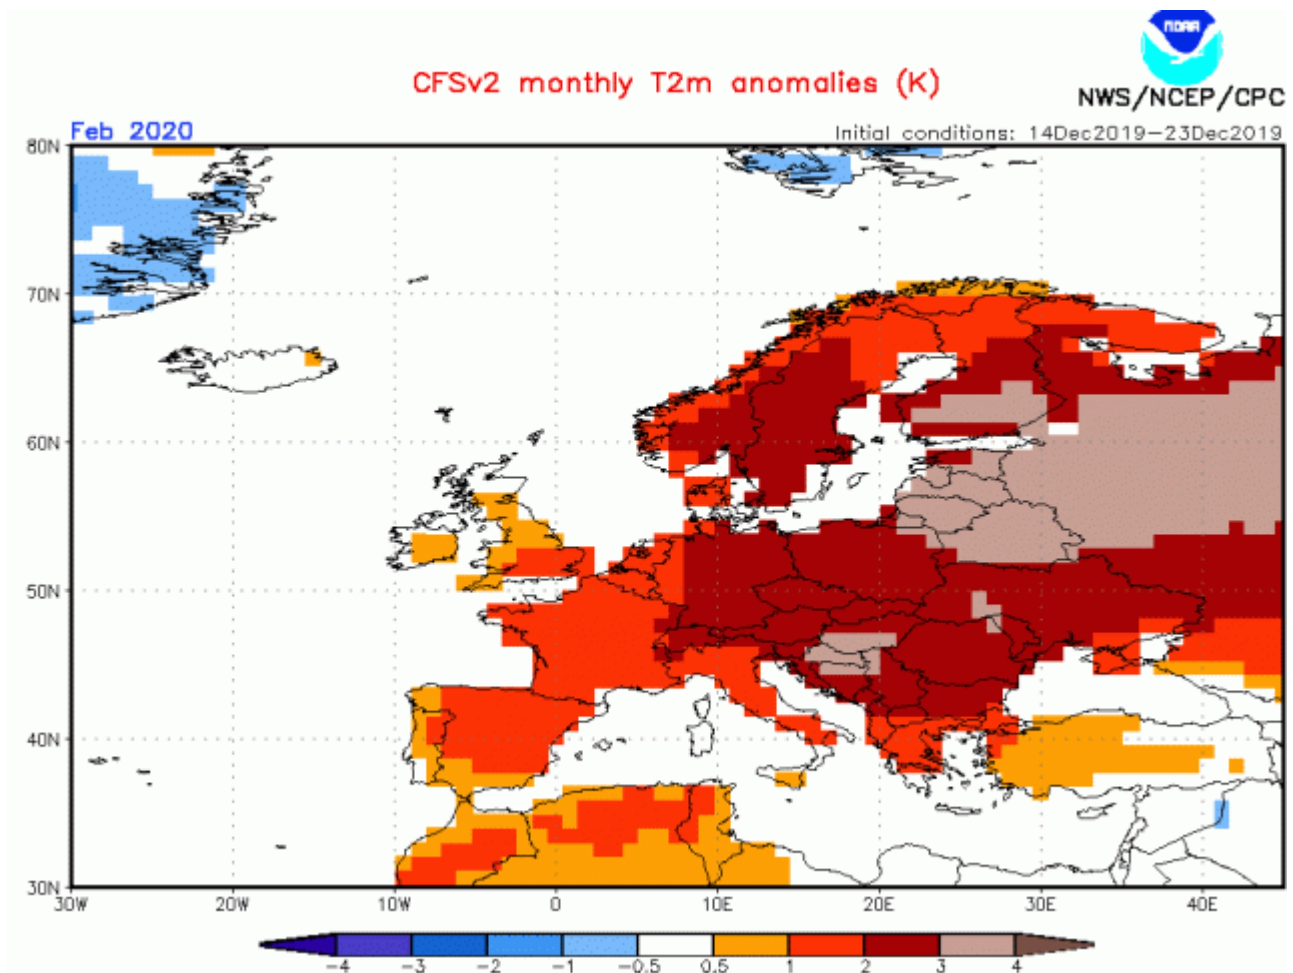 NOAA
CFSv2 monthly T2m anomalies (K)
NWS/NCEP/CPC
Feb 2020
Initial conditions: 14Dec2019-23Dec2019
80N
70N
60N
50N
40N
30N
30W 20W 10W 0 10E 20E 30E 40E
-4 -3 -2 -1 -0.5 0.5 1 2 3 4